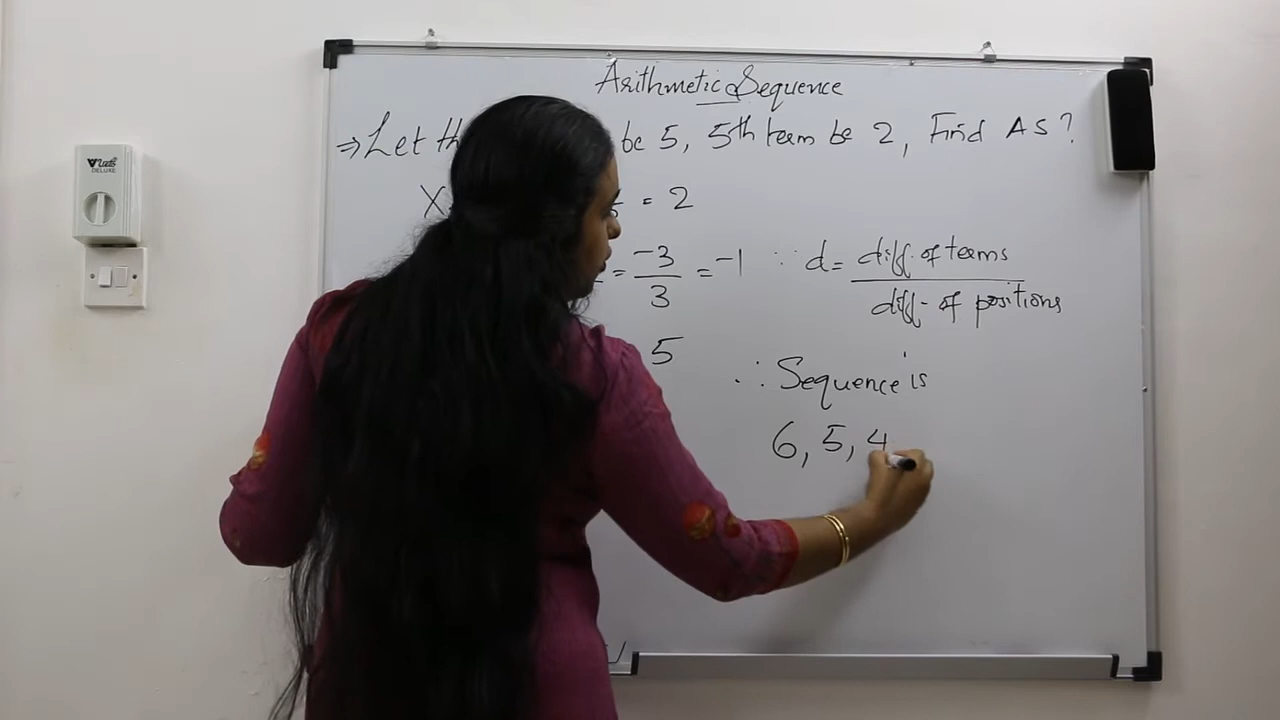 Arithmetic Sequence
⇒ Let th be 5, 5th term be 2, Find AS?
X = 2
= -3/3 = -1 ∵ d = diff. of terms / diff. of positions
5
∴ Sequence is
6, 5, 4
DELUXE